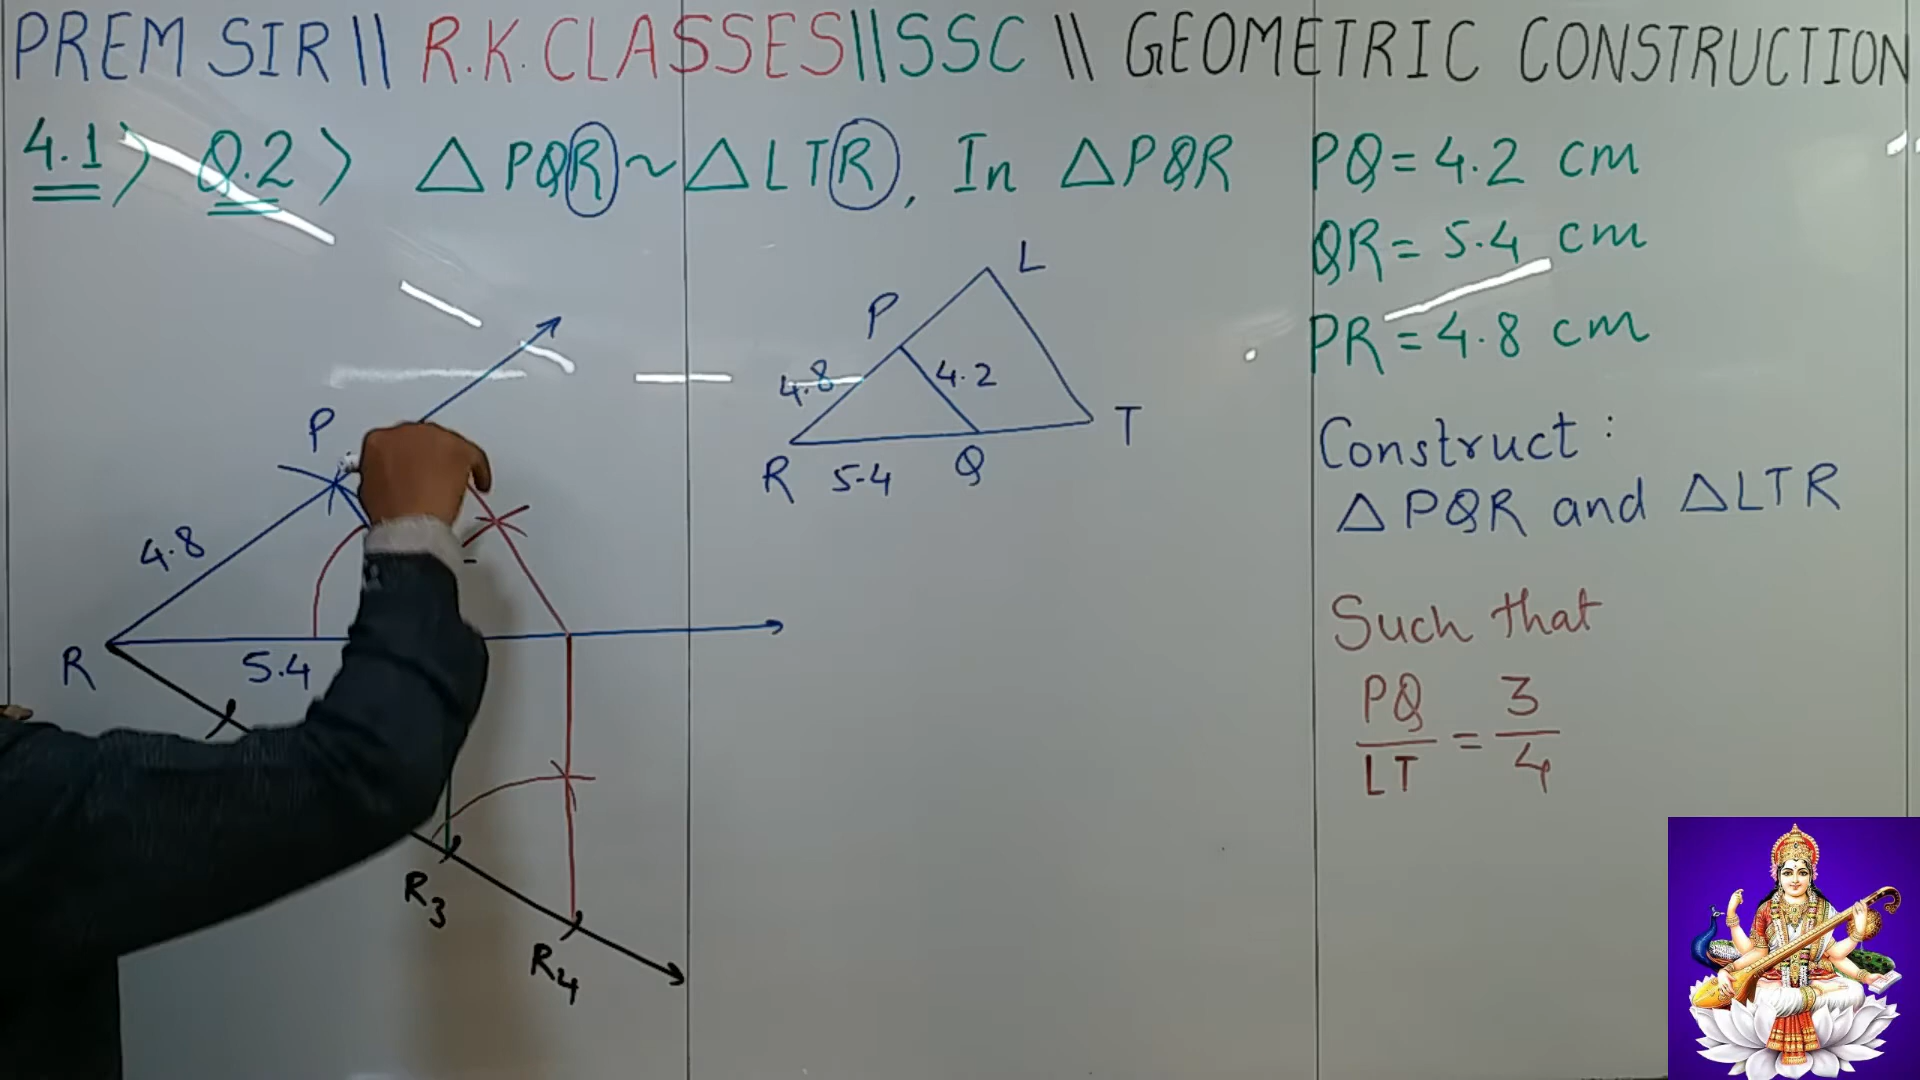 PREM SIR || R.K. CLASSES || SSC \\ GEOMETRIC CONSTRUCTION
4.1> Q.2> △PQR ~ △LTR, In △PQR PQ = 4.2 cm
QR = 5.4 cm
PR = 4.8 cm
L
P
4.8
4.2
T
R
5.4
Q
P
4.8
R
5.4
R3
R4
Construct :
△PQR and △LTR
Such that
PQ/LT = 3/4